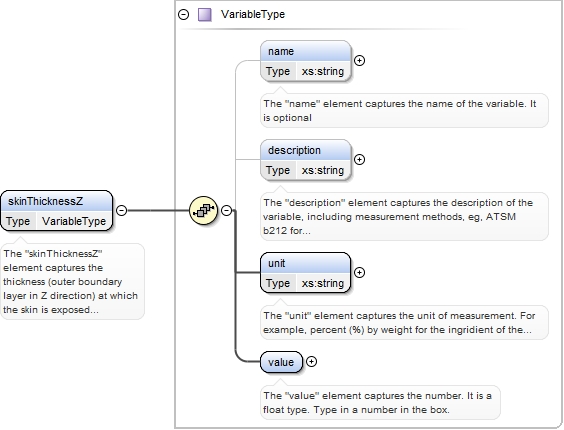 VariableType
name
Type xs:string
The "name" element captures the name of the variable. It
is optional
description
Type xs:string
The "description" element captures the description of the
variable, including measurement methods, eg, ATSM
b212 for...
skinThicknessZ
Type VariableType
The "skinThicknessZ"
element captures the
thickness (outer boundary
layer in Z direction) at which
the skin is exposed...
unit
Type xs:string
The "unit" element captures the unit of measurement. For
example, percent (%) by weight for the ingridient of the...
value
The "value" element captures the number. It is a
float type. Type in a number in the box.